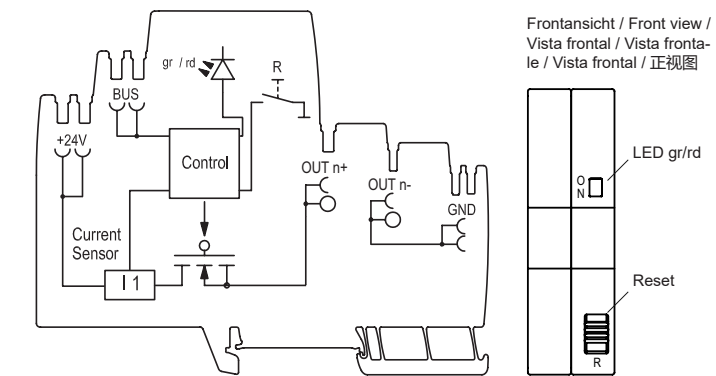 Frontansicht / Front view /
Vista frontal / Vista fronta-
le / Vista frontal / 正视图
gr / rd
R
BUS
+24V
Control
OUT n+
OUT n-
GND
Current
Sensor
I 1
LED gr/rd
O
N
Reset
R